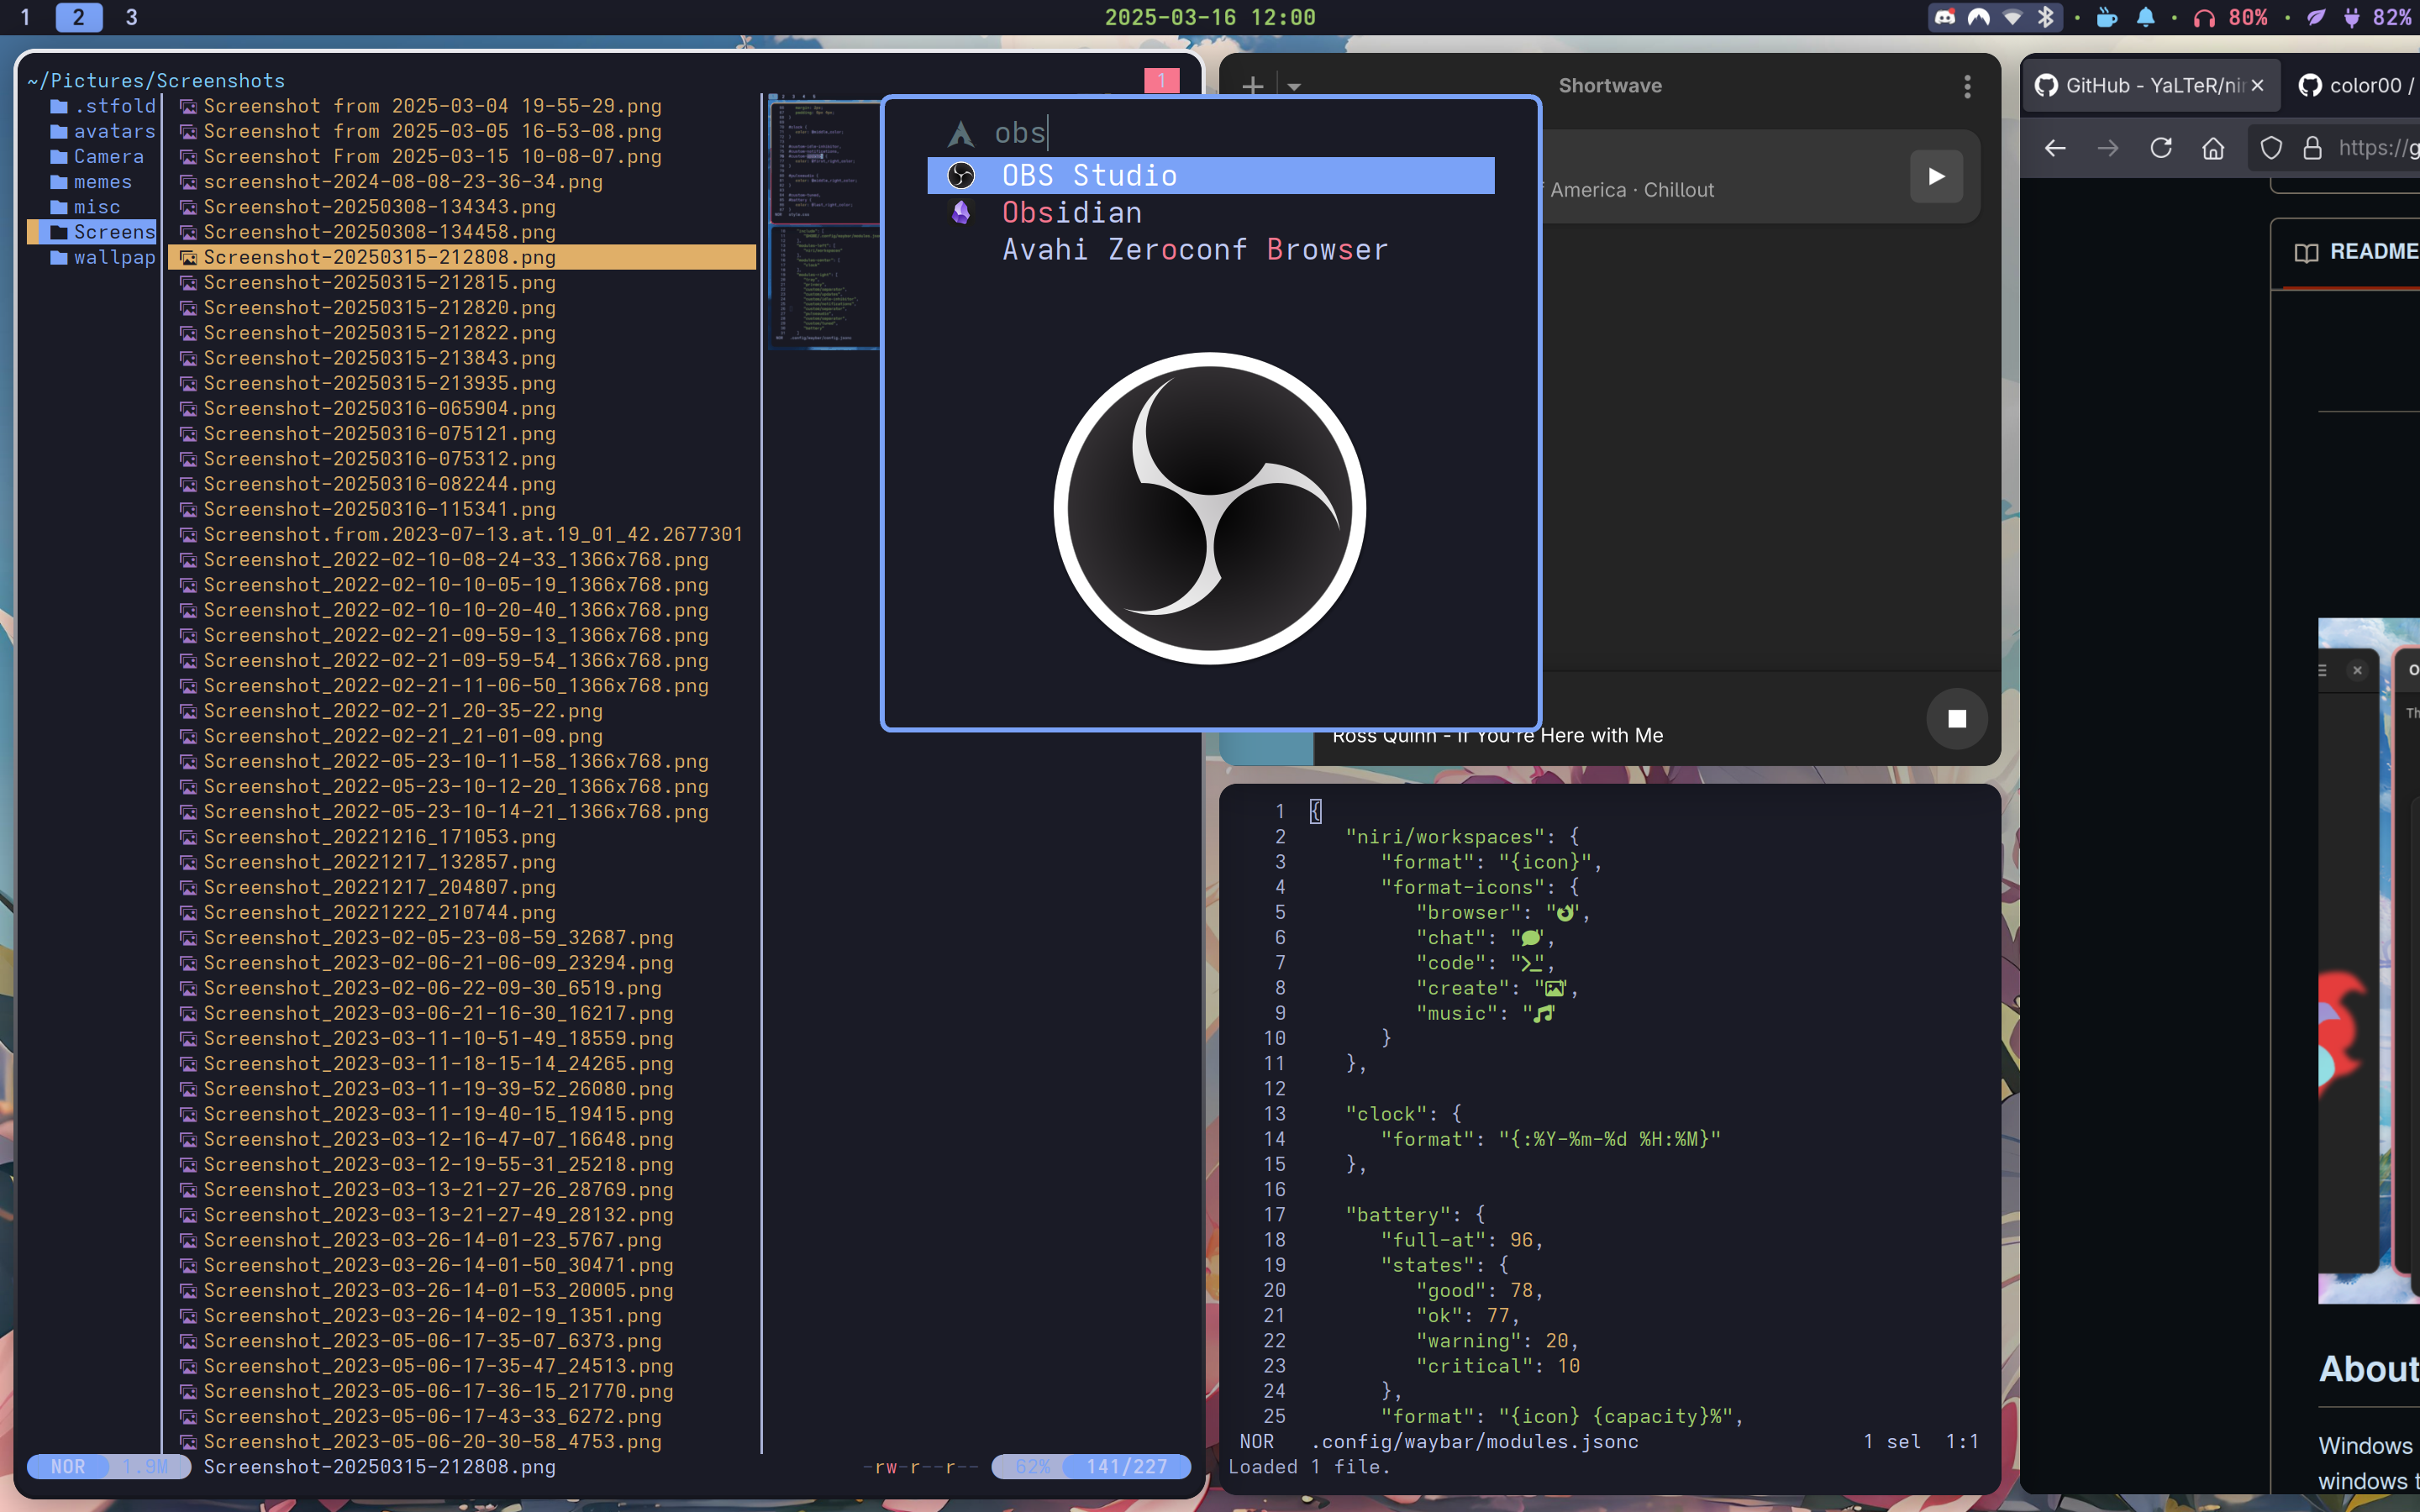 1 2 3
2025-03-16 12:00
80%
82%
~/Pictures/Screenshots
1
.stfold
avatars
Camera
memes
misc
Screens
wallpap
Screenshot from 2025-03-04 19-55-29.png
Screenshot from 2025-03-05 16-53-08.png
Screenshot From 2025-03-15 10-08-07.png
screenshot-2024-08-08-23-36-34.png
Screenshot-20250308-134343.png
Screenshot-20250308-134458.png
Screenshot-20250315-212808.png
Screenshot-20250315-212815.png
Screenshot-20250315-212820.png
Screenshot-20250315-212822.png
Screenshot-20250315-213843.png
Screenshot-20250315-213935.png
Screenshot-20250316-065904.png
Screenshot-20250316-075121.png
Screenshot-20250316-075312.png
Screenshot-20250316-082244.png
Screenshot-20250316-115341.png
Screenshot.from.2023-07-13.at.19_01_42.2677301
Screenshot_2022-02-10-08-24-33_1366x768.png
Screenshot_2022-02-10-10-05-19_1366x768.png
Screenshot_2022-02-10-10-20-40_1366x768.png
Screenshot_2022-02-21-09-59-13_1366x768.png
Screenshot_2022-02-21-09-59-54_1366x768.png
Screenshot_2022-02-21-11-06-50_1366x768.png
Screenshot_2022-02-21_20-35-22.png
Screenshot_2022-02-21_21-01-09.png
Screenshot_2022-05-23-10-11-58_1366x768.png
Screenshot_2022-05-23-10-12-20_1366x768.png
Screenshot_2022-05-23-10-14-21_1366x768.png
Screenshot_20221216_171053.png
Screenshot_20221217_132857.png
Screenshot_20221217_204807.png
Screenshot_20221222_210744.png
Screenshot_2023-02-05-23-08-59_32687.png
Screenshot_2023-02-06-21-06-09_23294.png
Screenshot_2023-02-06-22-09-30_6519.png
Screenshot_2023-03-06-21-16-30_16217.png
Screenshot_2023-03-11-10-51-49_18559.png
Screenshot_2023-03-11-18-15-14_24265.png
Screenshot_2023-03-11-19-39-52_26080.png
Screenshot_2023-03-11-19-40-15_19415.png
Screenshot_2023-03-12-16-47-07_16648.png
Screenshot_2023-03-12-19-55-31_25218.png
Screenshot_2023-03-13-21-27-26_28769.png
Screenshot_2023-03-13-21-27-49_28132.png
Screenshot_2023-03-26-14-01-23_5767.png
Screenshot_2023-03-26-14-01-50_30471.png
Screenshot_2023-03-26-14-01-53_20005.png
Screenshot_2023-03-26-14-02-19_1351.png
Screenshot_2023-05-06-17-35-07_6373.png
Screenshot_2023-05-06-17-35-47_24513.png
Screenshot_2023-05-06-17-36-15_21770.png
Screenshot_2023-05-06-17-43-33_6272.png
Screenshot_2023-05-06-20-30-58_4753.png
NOR 1.9M Screenshot-20250315-212808.png -rw-r--r-- 62% 141/227
obs
OBS Studio
Obsidian
Avahi Zeroconf Browser
Shortwave
America · Chillout
Ross Quinn - If You're Here with Me
1 {
2 "niri/workspaces": {
3 "format": "{icon}",
4 "format-icons": {
5 "browser": "",
6 "chat": "",
7 "code": "",
8 "create": "",
9 "music": ""
10 }
11 },
12
13 "clock": {
14 "format": "{:%Y-%m-%d %H:%M}"
15 },
16
17 "battery": {
18 "full-at": 96,
19 "states": {
20 "good": 78,
21 "ok": 77,
22 "warning": 20,
23 "critical": 10
24 },
25 "format": "{icon} {capacity}%",
NOR .config/waybar/modules.jsonc 1 sel 1:1
Loaded 1 file.
GitHub - YaLTeR/nir
color00 /
https://g
README
About
Windows
windows t